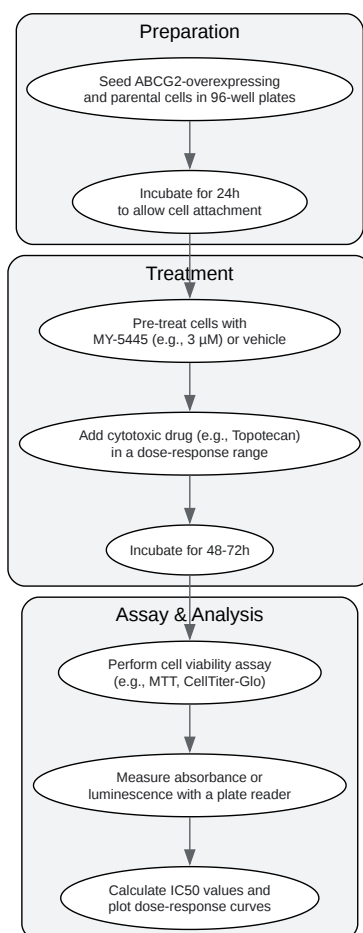 Preparation
Seed ABCG2-overexpressing
and parental cells in 96-well plates
Incubate for 24h
to allow cell attachment
Treatment
Pre-treat cells with
MY-5445 (e.g., 3 µM) or vehicle
Add cytotoxic drug (e.g., Topotecan)
in a dose-response range
Incubate for 48-72h
Assay & Analysis
Perform cell viability assay
(e.g., MTT, CellTiter-Glo)
Measure absorbance or
luminescence with a plate reader
Calculate IC50 values and
plot dose-response curves